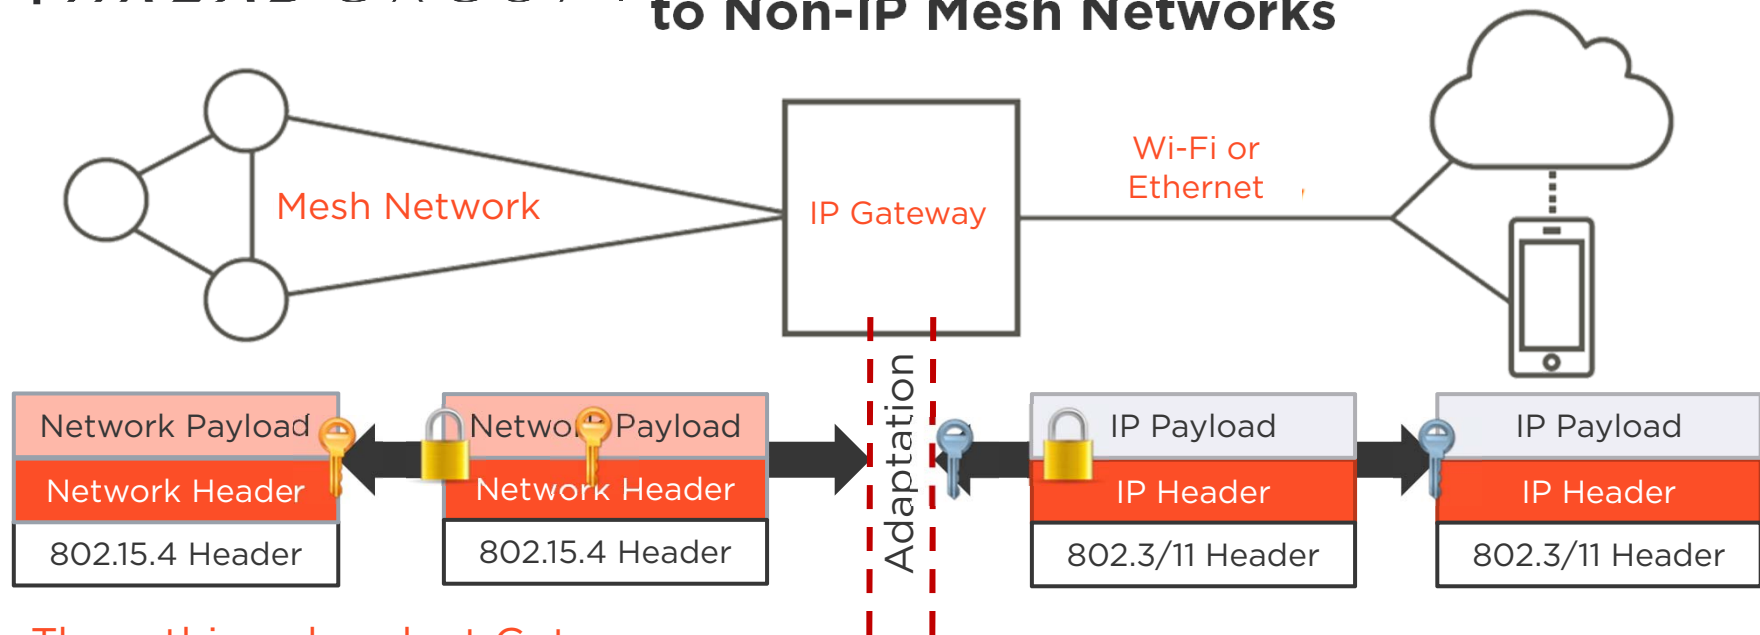 to Non-IP Mesh Networks
Wi-Fi or
Ethernet
Mesh Network
IP Gateway
Adaptation
Network Payload
Network Header
802.15.4 Header
Payload
Network Header
802.15.4 Header
IP Payload
IP Header
802.3/11 Header
IP Payload
IP Header
802.3/11 Header